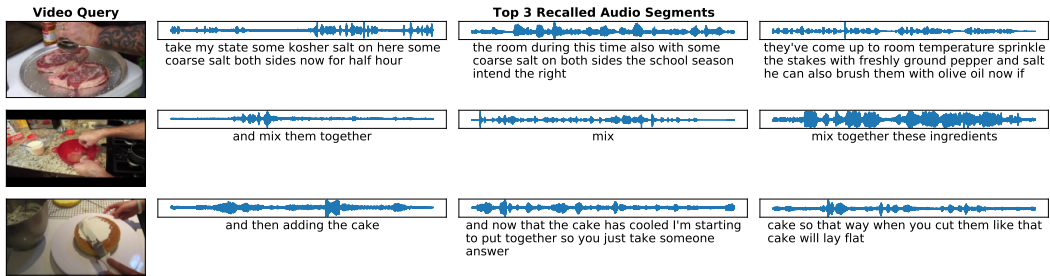 Video Query
Top 3 Recalled Audio Segments
take my state some kosher salt on here some
coarse salt both sides now for half hour
the room during this time also with some
coarse salt on both sides the school season
intend the right
they've come up to room temperature sprinkle
the stakes with freshly ground pepper and salt
he can also brush them with olive oil now if
and mix them together
mix
mix together these ingredients
and then adding the cake
and now that the cake has cooled I'm starting
to put together so you just take someone
answer
cake so that way when you cut them like that
cake will lay flat